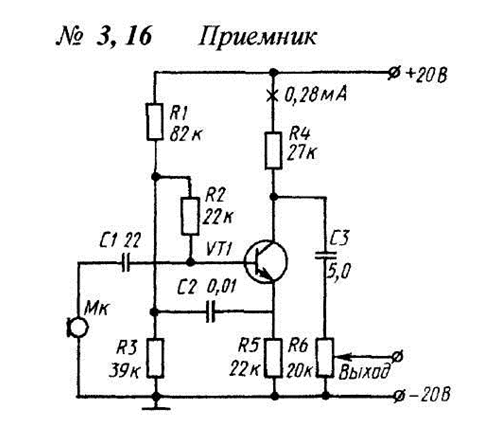 № 3, 16 Приемник
+20В
0,28мА
R1
82к
R4
27к
R2
22к
C1 22
VT1
C3
5,0
C2 0,01
Мк
R3
39к
R5
22к
R6
20к
Выход
-20В